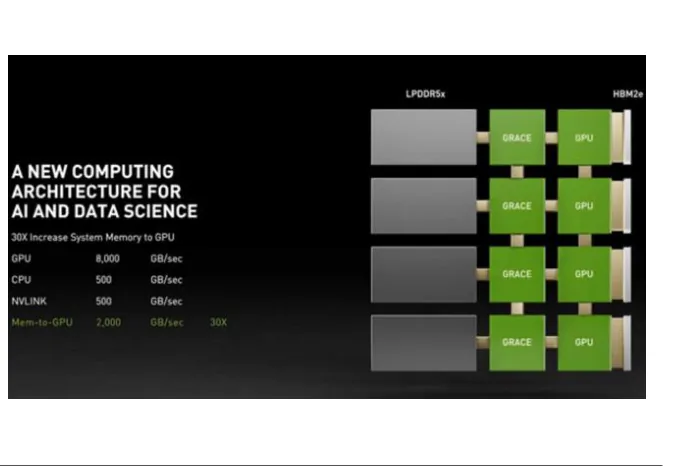 LPDDR5x HBM2e
GRACE GPU
A NEW COMPUTING
ARCHITECTURE FOR
AI AND DATA SCIENCE
GRACE GPU
30X Increase System Memory to GPU
GPU 8,000 GB/sec
CPU 500 GB/sec
GRACE GPU
NVLINK 500 GB/sec
Mem-to-GPU 2,000 GB/sec 30X
GRACE GPU